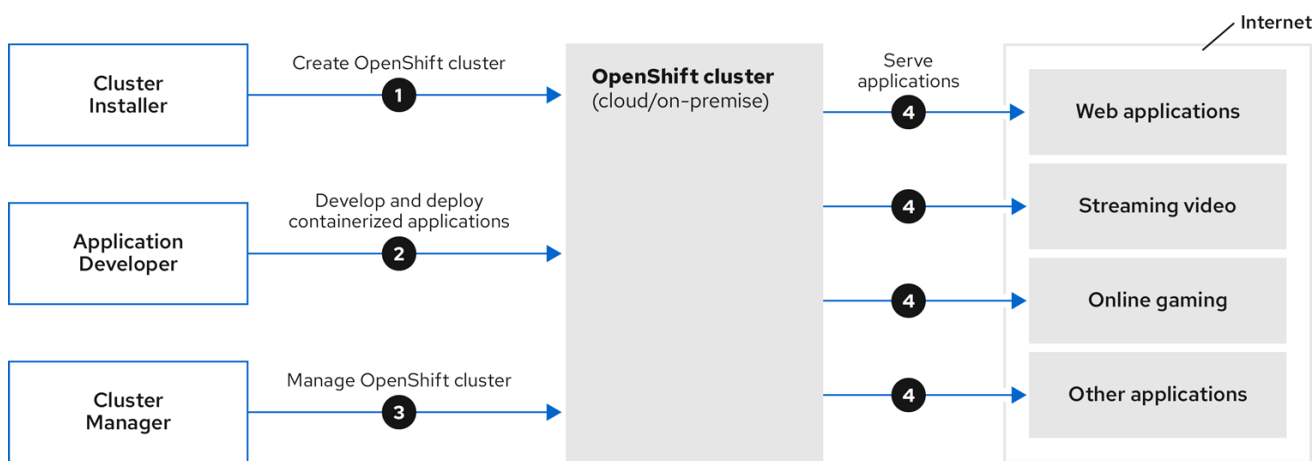 Internet
Cluster
Installer
Create OpenShift cluster
1
OpenShift cluster
(cloud/on-premise)
Serve
applications
4
Web applications
Application
Developer
Develop and deploy
containerized applications
2
4
Streaming video
4
Online gaming
Cluster
Manager
Manage OpenShift cluster
3
4
Other applications